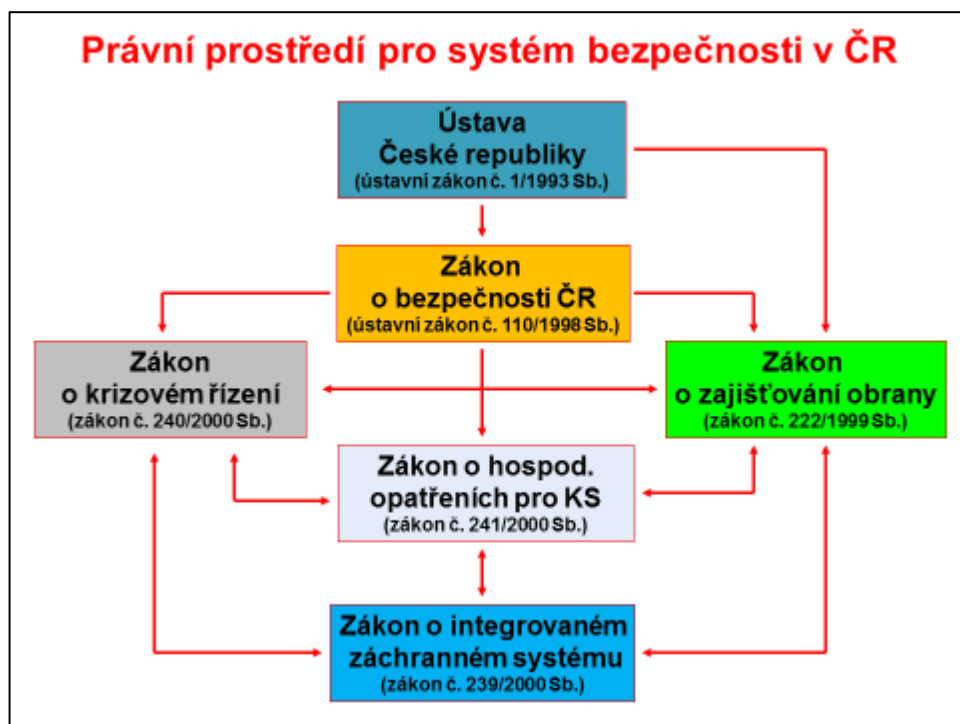 Právní prostředí pro systém bezpečnosti v ČR
Ústava
České republiky
(ústavní zákon č. 1/1993 Sb.)
Zákon
o bezpečnosti ČR
(ústavní zákon č. 110/1998 Sb.)
Zákon
o krizovém řízení
(zákon č. 240/2000 Sb.)
Zákon
o zajišťování obrany
(zákon č. 222/1999 Sb.)
Zákon o hospod.
opatřeních pro KS
(zákon č. 241/2000 Sb.)
Zákon o integrovaném
záchranném systému
(zákon č. 239/2000 Sb.)